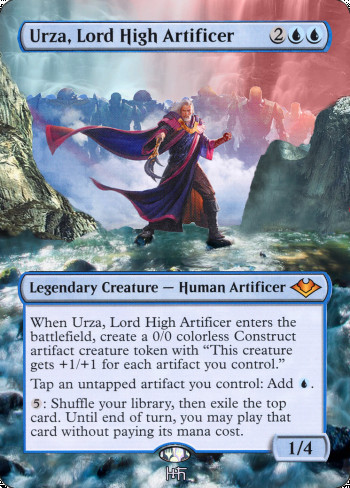 Urza, Lord High Artificer 2
Legendary Creature — Human Artificer
When Urza, Lord High Artificer enters the
battlefield, create a 0/0 colorless Construct
artifact creature token with “This creature
gets +1/+1 for each artifact you control.”
Tap an untapped artifact you control: Add
5: Shuffle your library, then exile the top
card. Until end of turn, you may play that
card without paying its mana cost.
1/4